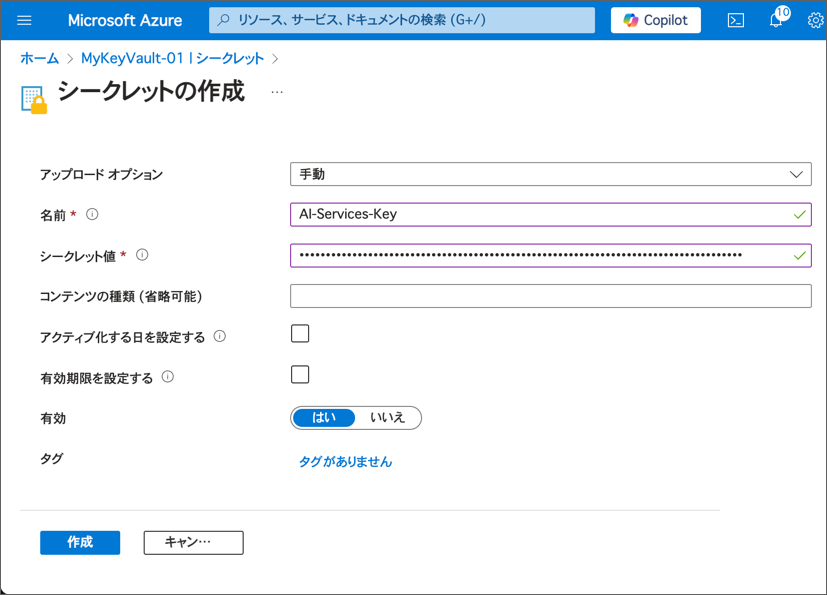 Microsoft Azure
リソース、サービス、ドキュメントの検索 (G+/)
Copilot
10
ホーム > MyKeyVault-01 | シークレット >
シークレットの作成 …
アップロード オプション
手動
名前 *
AI-Services-Key
シークレット値 *
••••••••••••••••••••••••••••••••••••••••••••••••••••••••••••••••••••••••••••••••••••
コンテンツの種類 (省略可能)
アクティブ化する日を設定する
有効期限を設定する
有効
はい いいえ
タグ
タグがありません
作成
キャン…